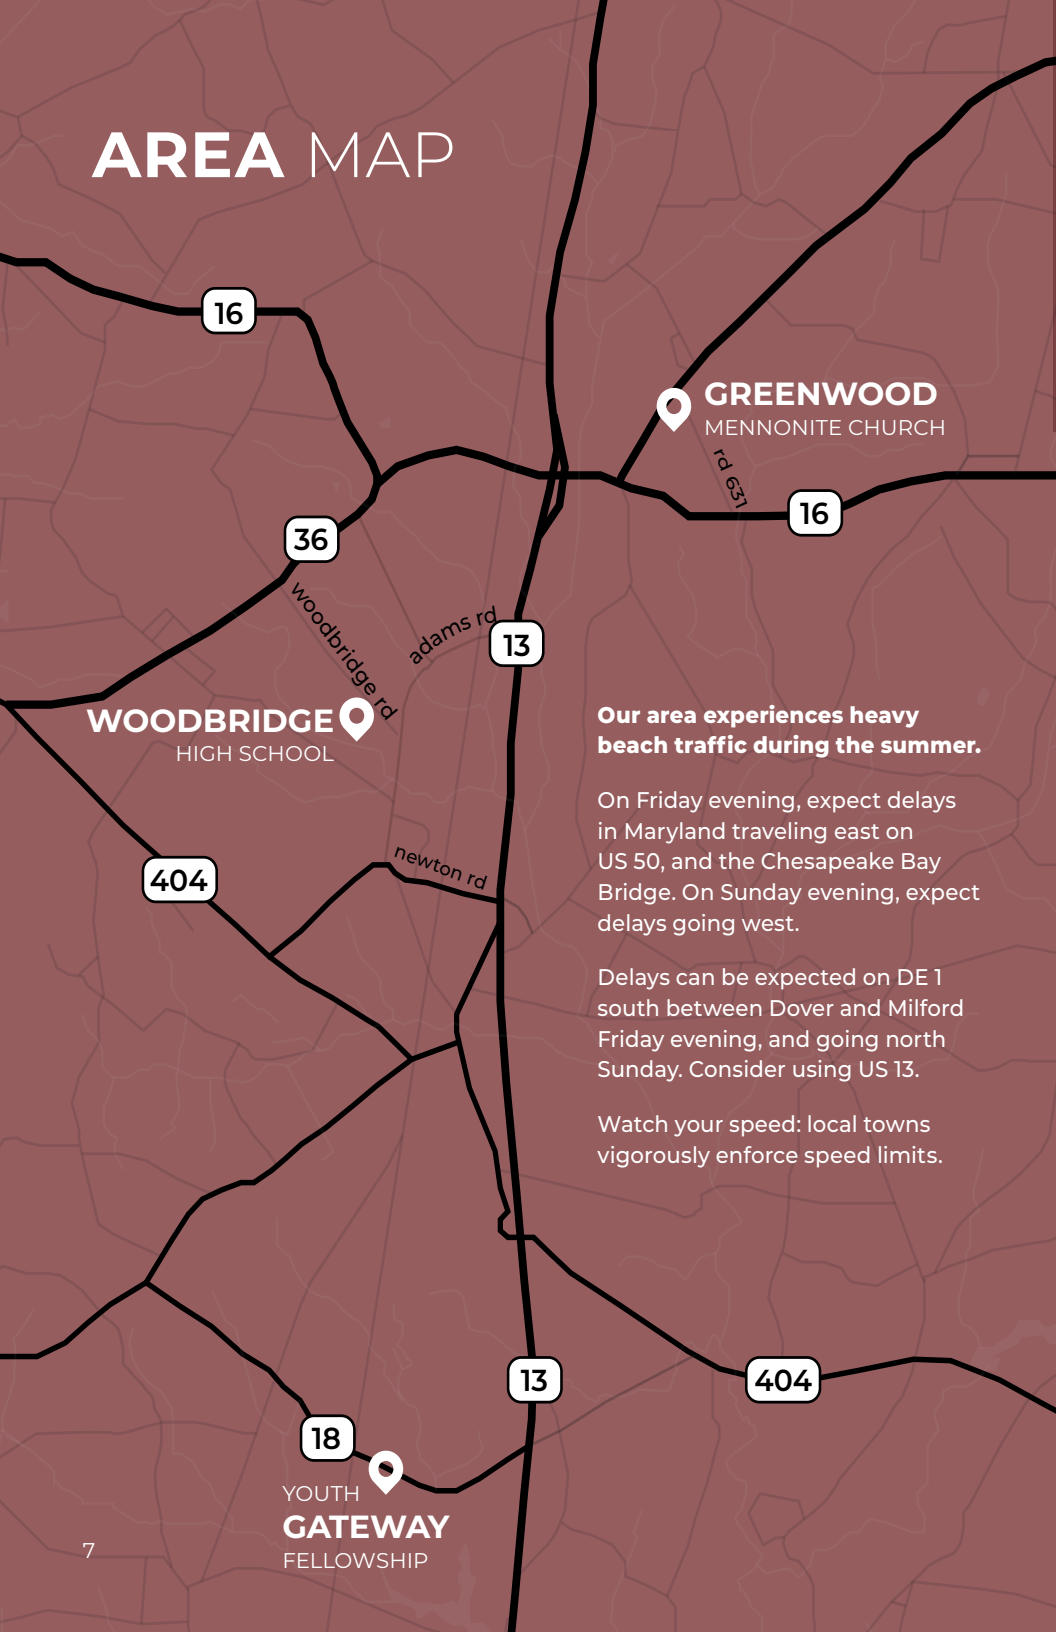 AREA MAP
16
GREENWOOD
MENNONITE CHURCH
rd 631
16
36
woodbridge rd
adams rd
13
WOODBRIDGE
HIGH SCHOOL
Our area experiences heavy
beach traffic during the summer.
On Friday evening, expect delays
in Maryland traveling east on
US 50, and the Chesapeake Bay
Bridge. On Sunday evening, expect
delays going west.
Delays can be expected on DE 1
south between Dover and Milford
Friday evening, and going north
Sunday. Consider using US 13.
Watch your speed: local towns
vigorously enforce speed limits.
newton rd
404
13
404
18
YOUTH
GATEWAY
FELLOWSHIP
7